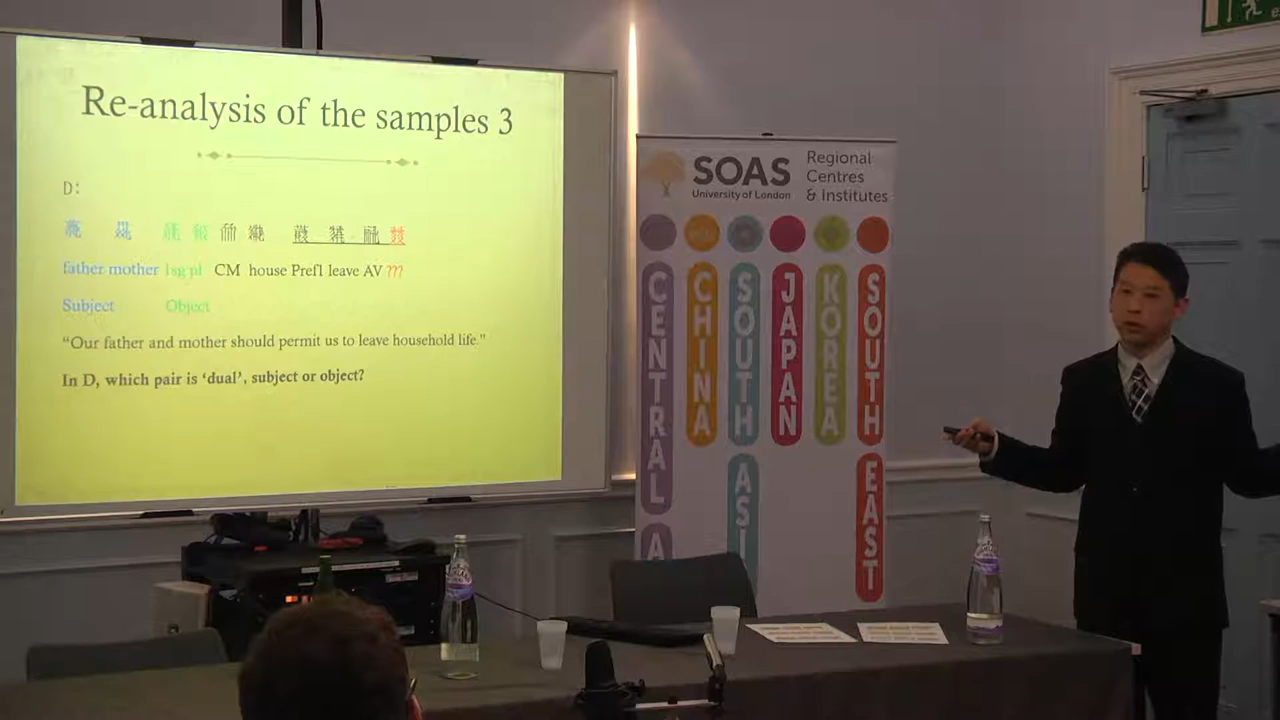 Re-analysis of the samples 3
D:
father mother 1sg pl CM house Pref1 leave AV ???
Subject Object
“Our father and mother should permit us to leave household life.”
In D, which pair is ‘dual’, subject or object?
SOAS
University of London
Regional
Centres
& Institutes
CENTRAL A
CHINA
SOUTH ASI
JAPAN
KOREA
SOUTH EAST